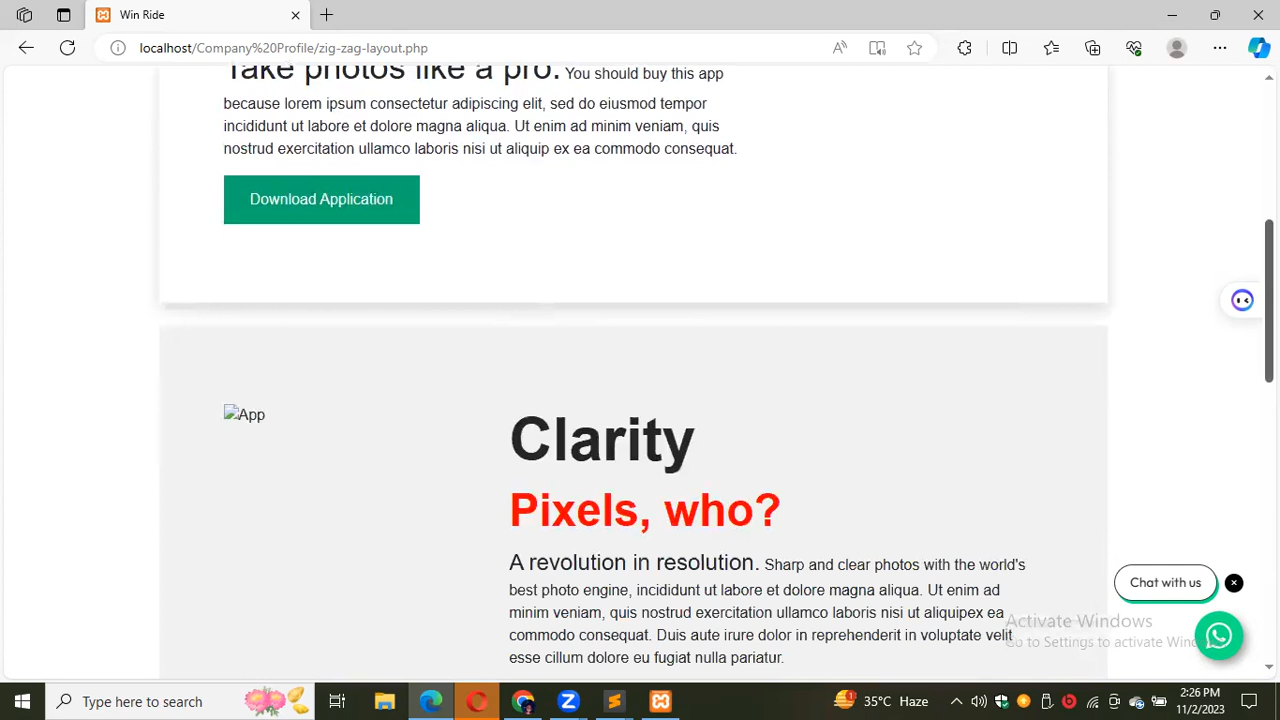 Win Ride
localhost/Company%20Profile/zig-zag-layout.php
Take photos like a pro. You should buy this app
because lorem ipsum consectetur adipiscing elit, sed do eiusmod tempor
incididunt ut labore et dolore magna aliqua. Ut enim ad minim veniam, quis
nostrud exercitation ullamco laboris nisi ut aliquip ex ea commodo consequat.
Download Application
App
Clarity
Pixels, who?
A revolution in resolution. Sharp and clear photos with the world's
best photo engine, incididunt ut labore et dolore magna aliqua. Ut enim ad
minim veniam, quis nostrud exercitation ullamco laboris nisi ut aliquipex ea
commodo consequat. Duis aute irure dolor in reprehenderit in voluptate velit
esse cillum dolore eu fugiat nulla pariatur.
Chat with us
Activate Windows
Go to Settings to activate
Type here to search
1
35°C Haze
2:26 PM
11/2/2023